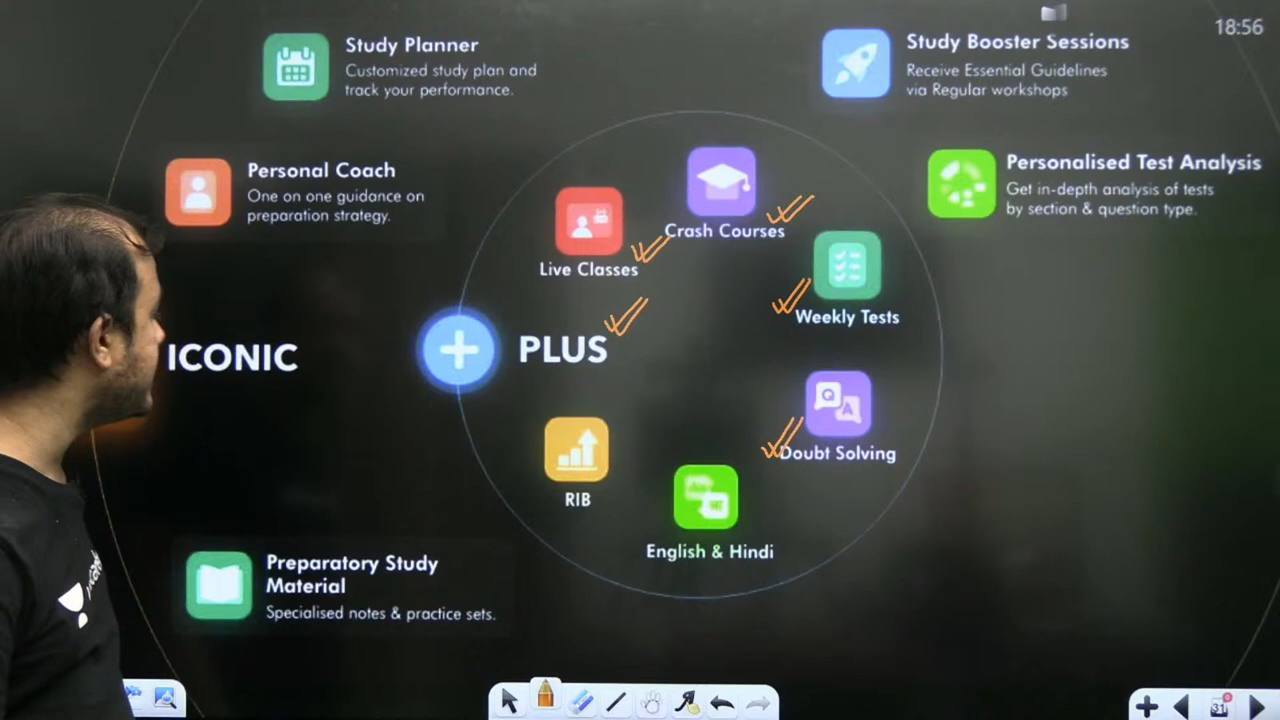 18:56
Study Planner
Customized study plan and
track your performance.
Study Booster Sessions
Receive Essential Guidelines
via Regular workshops
Personal Coach
One on one guidance on
preparation strategy.
Personalised Test Analysis
Get in-depth analysis of tests
by section & question type.
Crash Courses
Live Classes
Weekly Tests
ICONIC
PLUS
Q
A
Doubt Solving
RIB
English & Hindi
Preparatory Study
Material
Specialised notes & practice sets.
31